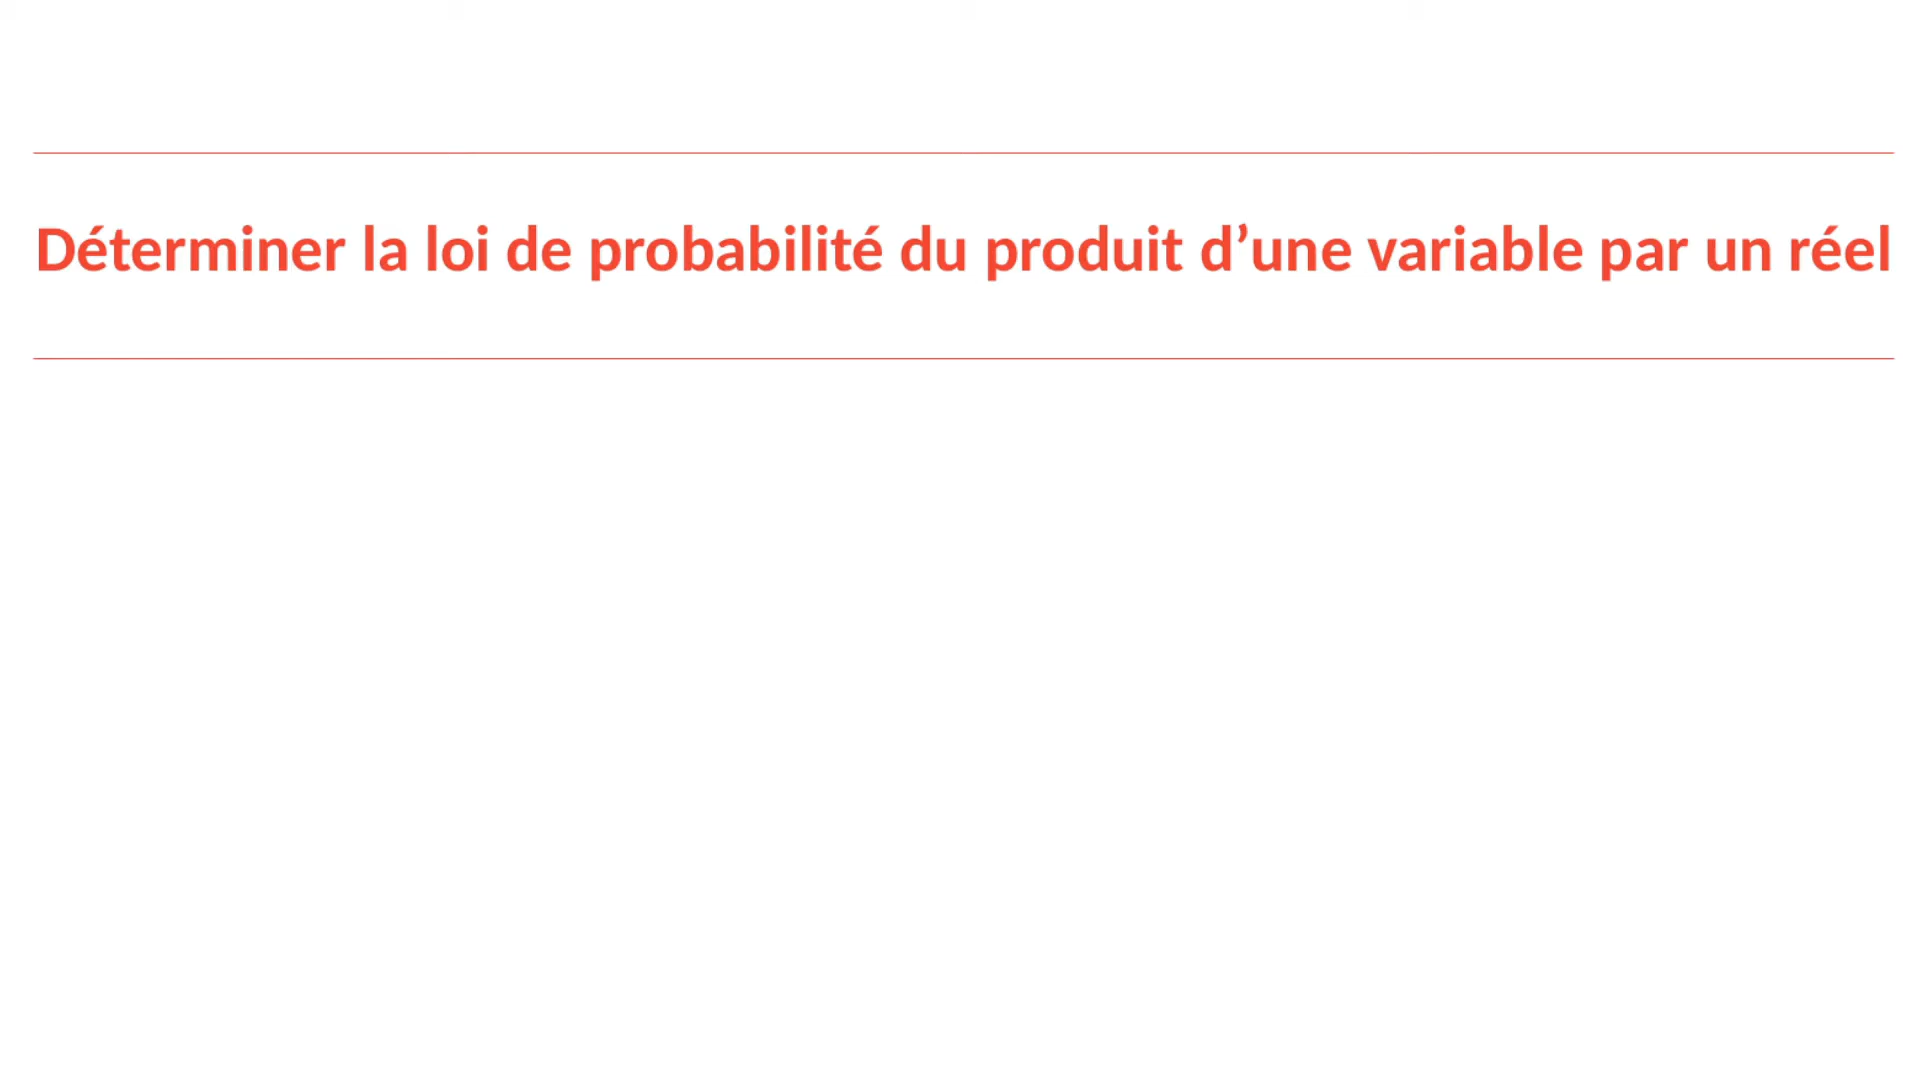 Déterminer la loi de probabilité du produit d’une variable par un réel